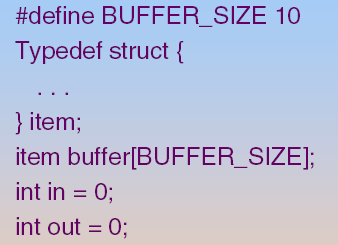 #define BUFFER_SIZE 10
Typedef struct {
. . .
} item;
item buffer[BUFFER_SIZE];
int in = 0;
int out = 0;